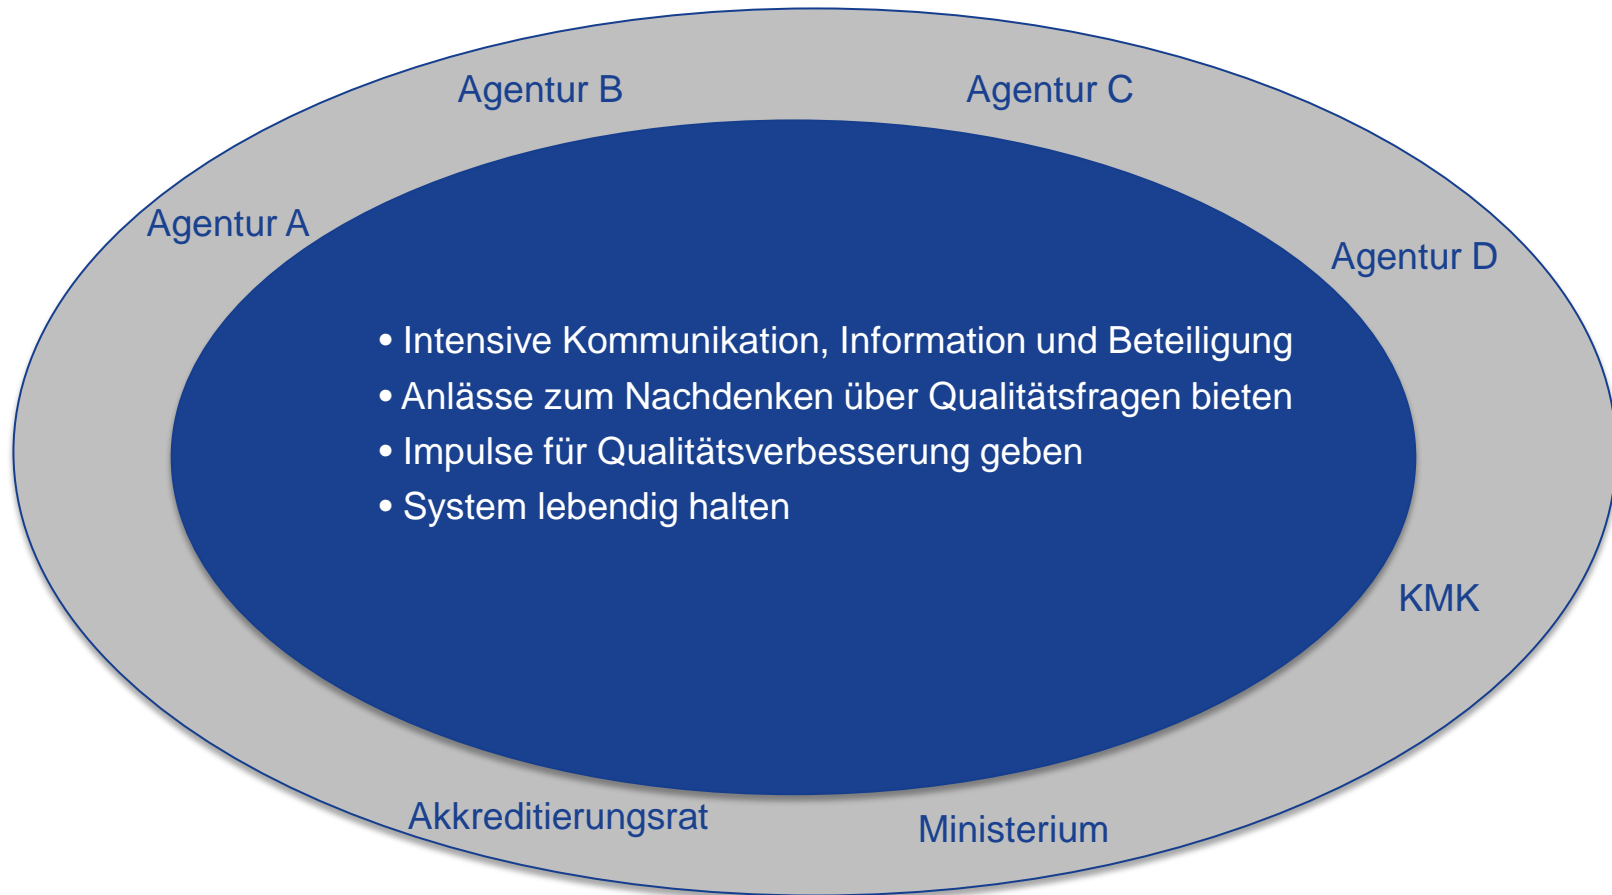 Agentur B
Agentur C
Agentur A
Agentur D
• Intensive Kommunikation, Information und Beteiligung
• Anlässe zum Nachdenken über Qualitätsfragen bieten
• Impulse für Qualitätsverbesserung geben
• System lebendig halten
KMK
Akkreditierungsrat
Ministerium